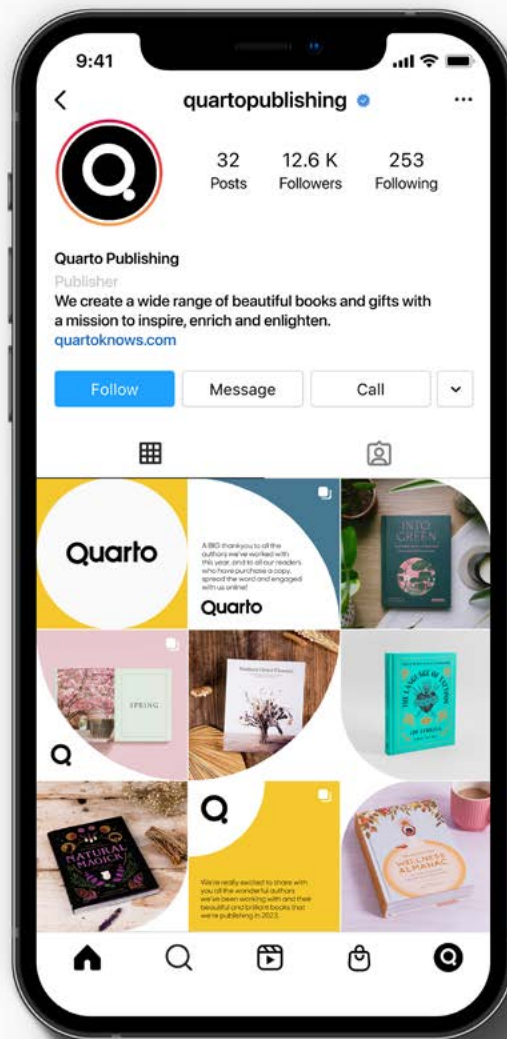 9:41
quartopublishing
32
12.6 K
253
Posts
Followers
Following
Quarto Publishing
Publisher
We create a wide range of beautiful books and gifts with
a mission to inspire, enrich and enlighten.
quartoknows.com
Follow
Message
Call
Quarto
A BIG thankyou to all the
authors we've worked with
this year, and to all our readers
who have purchase a copy,
spread the word and engaged
with us online!
Quarto
INTO
GREEN
SPRING
THE LANGUAGE OF TATTOOS
NATURAL
MAGICK
We're really excited to share with
you all the wonderful authors
we've been working with and their
beautiful and brilliant books that
we're publishing in 2023.
WELLNESS
ALMANAC